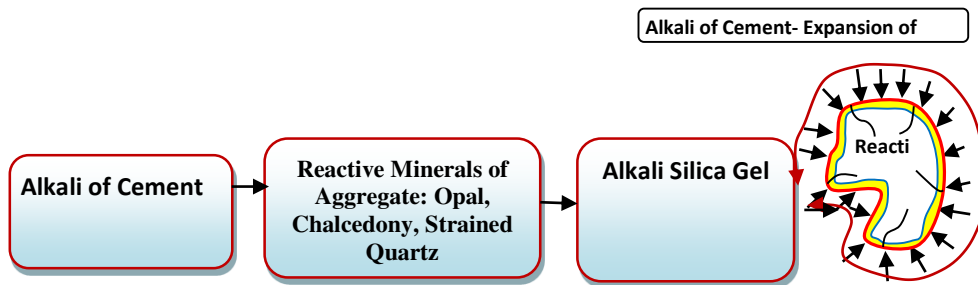 Alkali of Cement- Expansion of
Alkali of Cement
Reactive Minerals of
Aggregate: Opal,
Chalcedony, Strained
Quartz
Alkali Silica Gel
Reacti